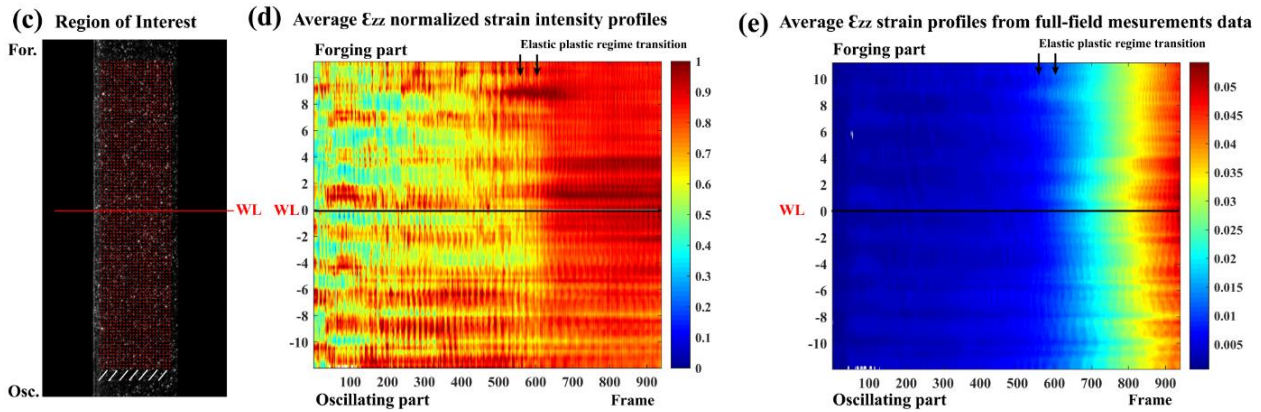 (c) Region of Interest
For.
WL
Osc.
(d) Average Ɛzz normalized strain intensity profiles
Elastic plastic regime transition
Forging part
10
8
6
4
2
WL 0
-2
-4
-6
-8
-10
100 200 300 400 500 600 700 800 900
Oscillating part Frame
1
0.9
0.8
0.7
0.6
0.5
0.4
0.3
0.2
0.1
0
(e) Average Ɛzz strain profiles from full-field mesurements data
Elastic plastic regime transition
Forging part
10
8
6
4
2
WL 0
-2
-4
-6
-8
-10
100 200 300 400 500 600 700 800 900
Oscillating part Frame
0.05
0.045
0.04
0.035
0.03
0.025
0.02
0.015
0.01
0.005